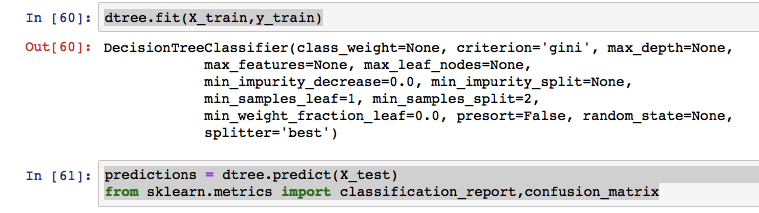 In [60]: dtree.fit(X_train,y_train)
Out[60]: DecisionTreeClassifier(class_weight=None, criterion='gini', max_depth=None,
max_features=None, max_leaf_nodes=None,
min_impurity_decrease=0.0, min_impurity_split=None,
min_samples_leaf=1, min_samples_split=2,
min_weight_fraction_leaf=0.0, presort=False, random_state=None,
splitter='best')
In [61]: predictions = dtree.predict(X_test)
from sklearn.metrics import classification_report,confusion_matrix